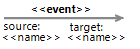 <<event>>
source: target:
<<name>> <<name>>